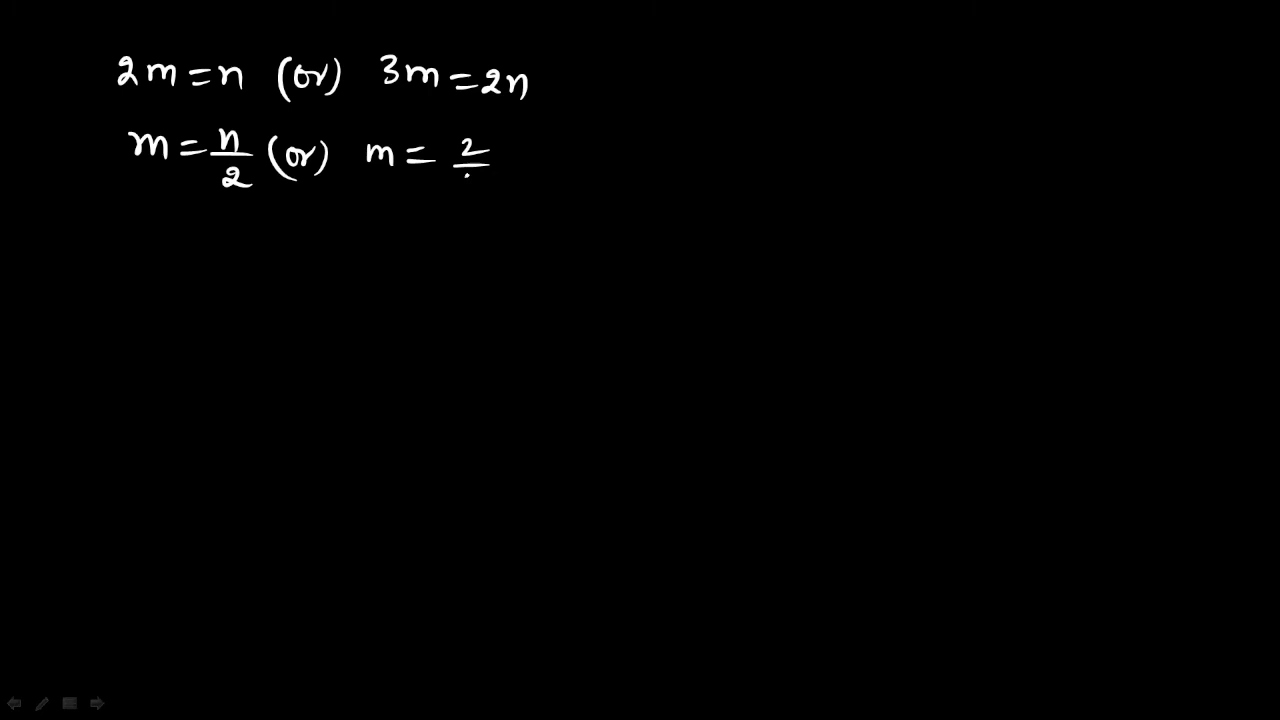 2m = n (or) 3m = 2n
m = n/2 (or) m = 2/